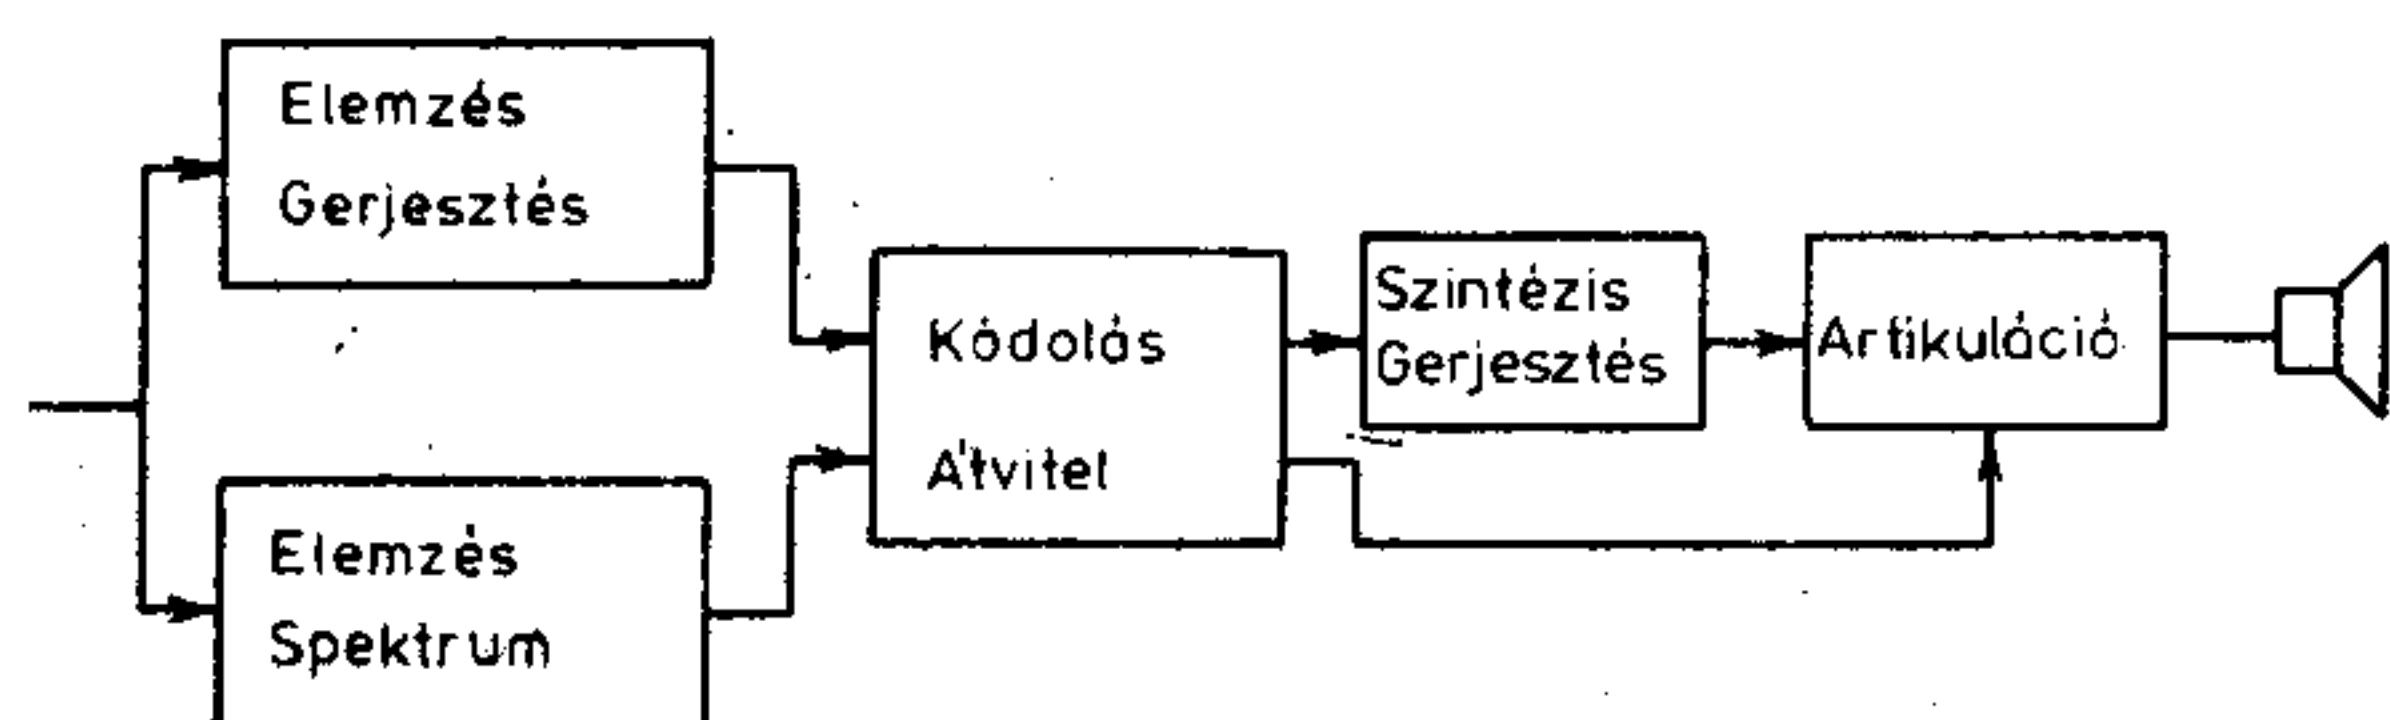 Elemzés
Gerjesztés
Elemzés
Spektrum
Kódolás
Átvitel
Szintézis
Gerjesztés
Artikuláció